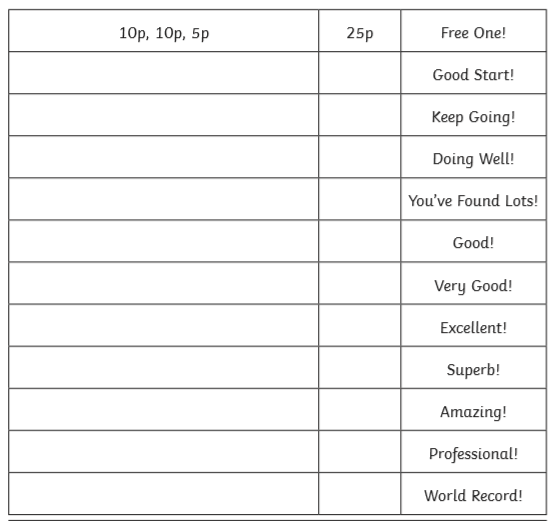 10p, 10p, 5p 25p Free One!
Good Start!
Keep Going!
Doing Well!
You've Found Lots!
Good!
Very Good!
Excellent!
Superb!
Amazing!
Professional!
World Record!